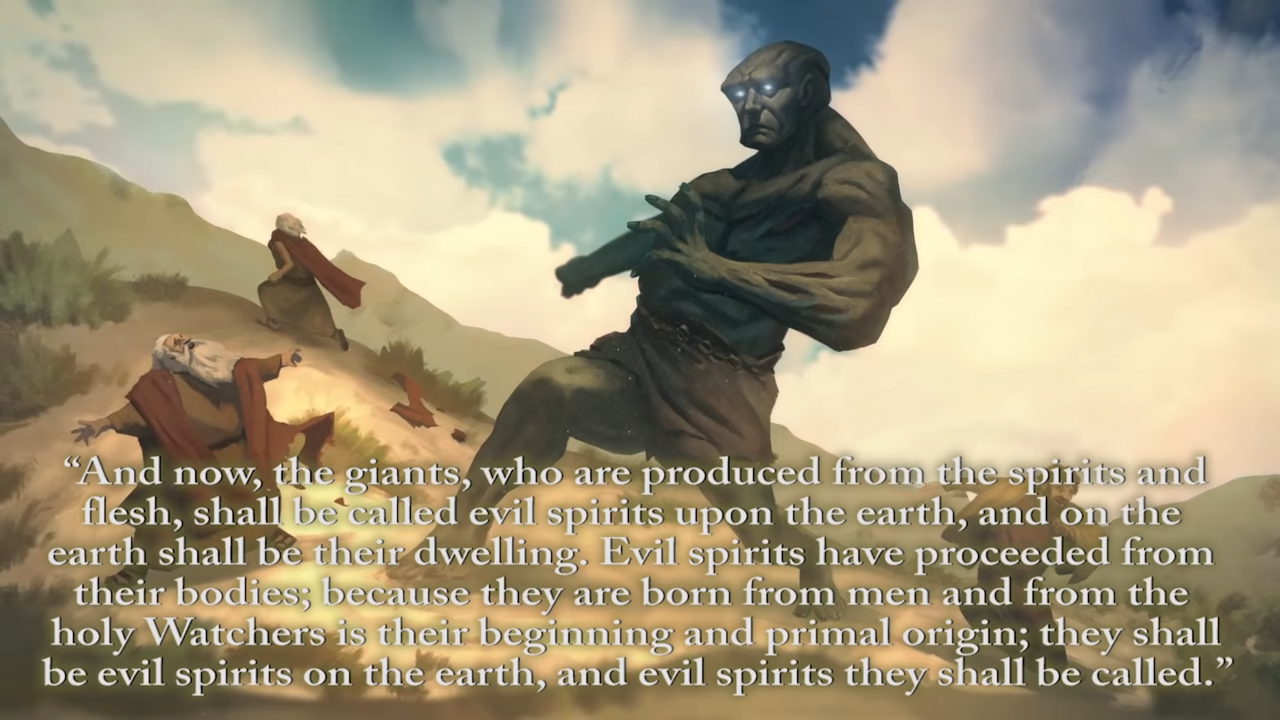 “And now, the giants, who are produced from the spirits and
flesh, shall be called evil spirits upon the earth, and on the
earth shall be their dwelling. Evil spirits have proceeded from
their bodies; because they are born from men and from the
holy Watchers is their beginning and primal origin; they shall
be evil spirits on the earth, and evil spirits they shall be called.”